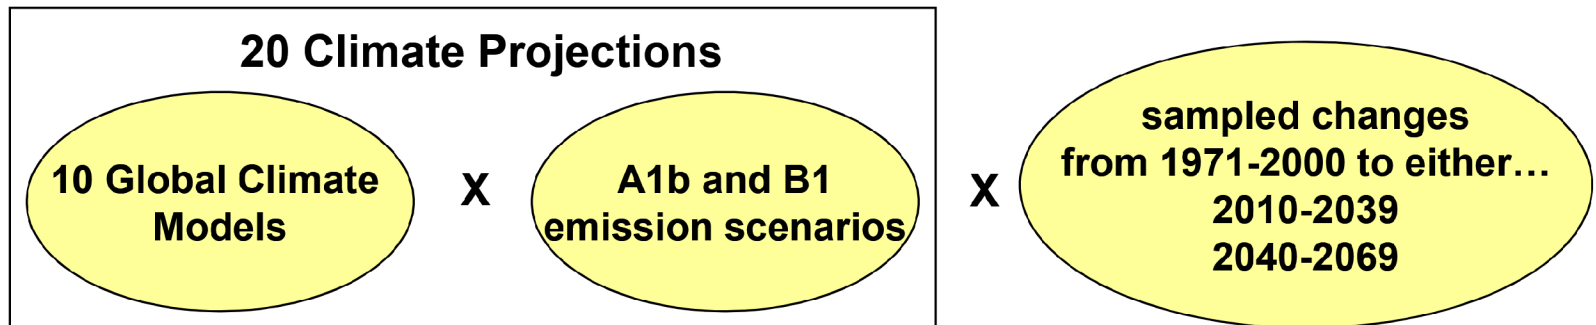 20 Climate Projections
10 Global Climate
Models
X
A1b and B1
emission scenarios
X
sampled changes
from 1971-2000 to either…
2010-2039
2040-2069